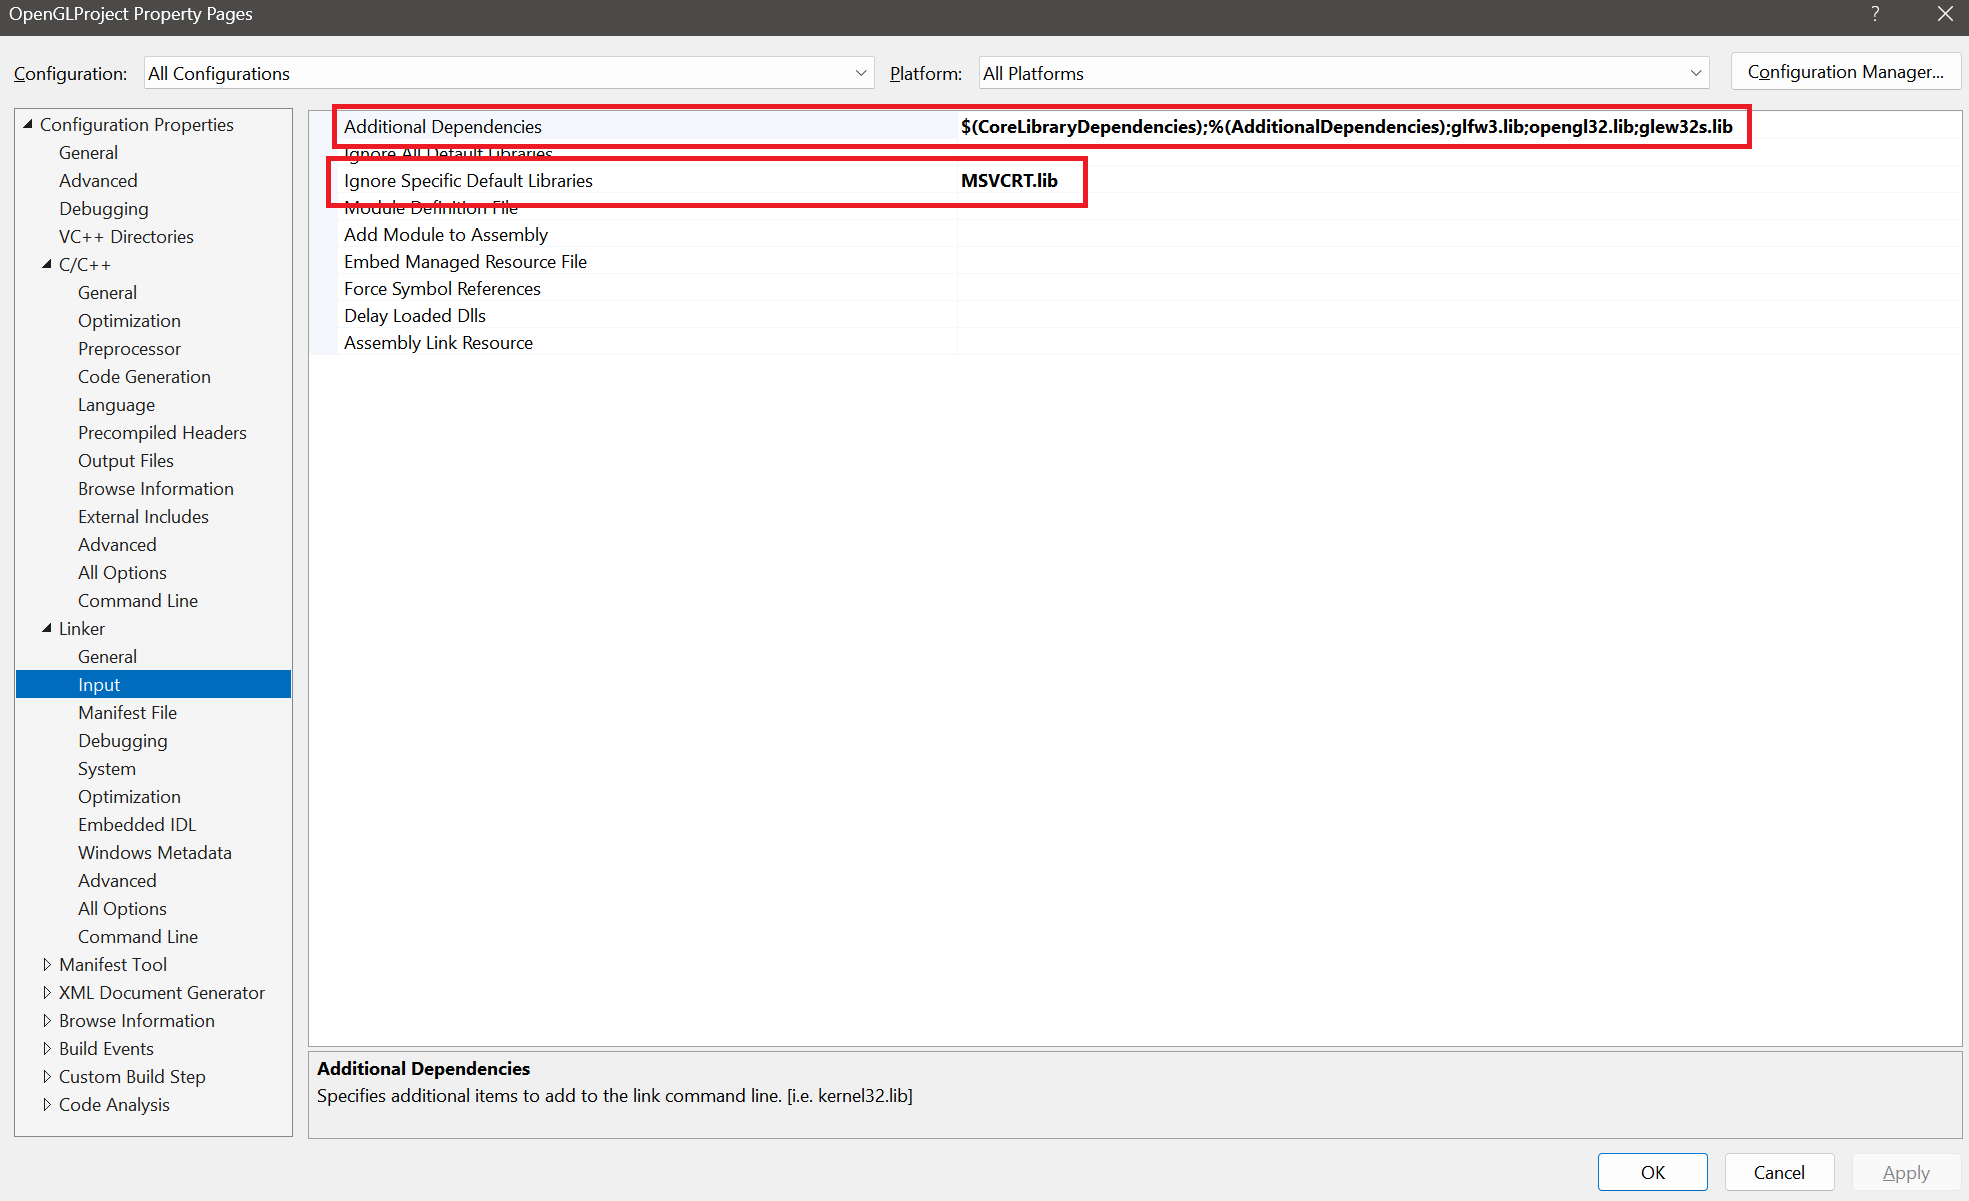 OpenGLProject Property Pages
?
Configuration: All Configurations Platform: All Platforms Configuration Manager...
Configuration Properties
General
Advanced
Debugging
VC++ Directories
C/C++
General
Optimization
Preprocessor
Code Generation
Language
Precompiled Headers
Output Files
Browse Information
External Includes
Advanced
All Options
Command Line
Linker
General
Input
Manifest File
Debugging
System
Optimization
Embedded IDL
Windows Metadata
Advanced
All Options
Command Line
Manifest Tool
XML Document Generator
Browse Information
Build Events
Custom Build Step
Code Analysis
Additional Dependencies $(CoreLibraryDependencies);%(AdditionalDependencies);glfw3.lib;opengl32.lib;glew32s.lib
Ignore All Default Libraries
Ignore Specific Default Libraries MSVCRT.lib
Module Definition File
Add Module to Assembly
Embed Managed Resource File
Force Symbol References
Delay Loaded Dlls
Assembly Link Resource
Additional Dependencies
Specifies additional items to add to the link command line. [i.e. kernel32.lib]
OK Cancel Apply